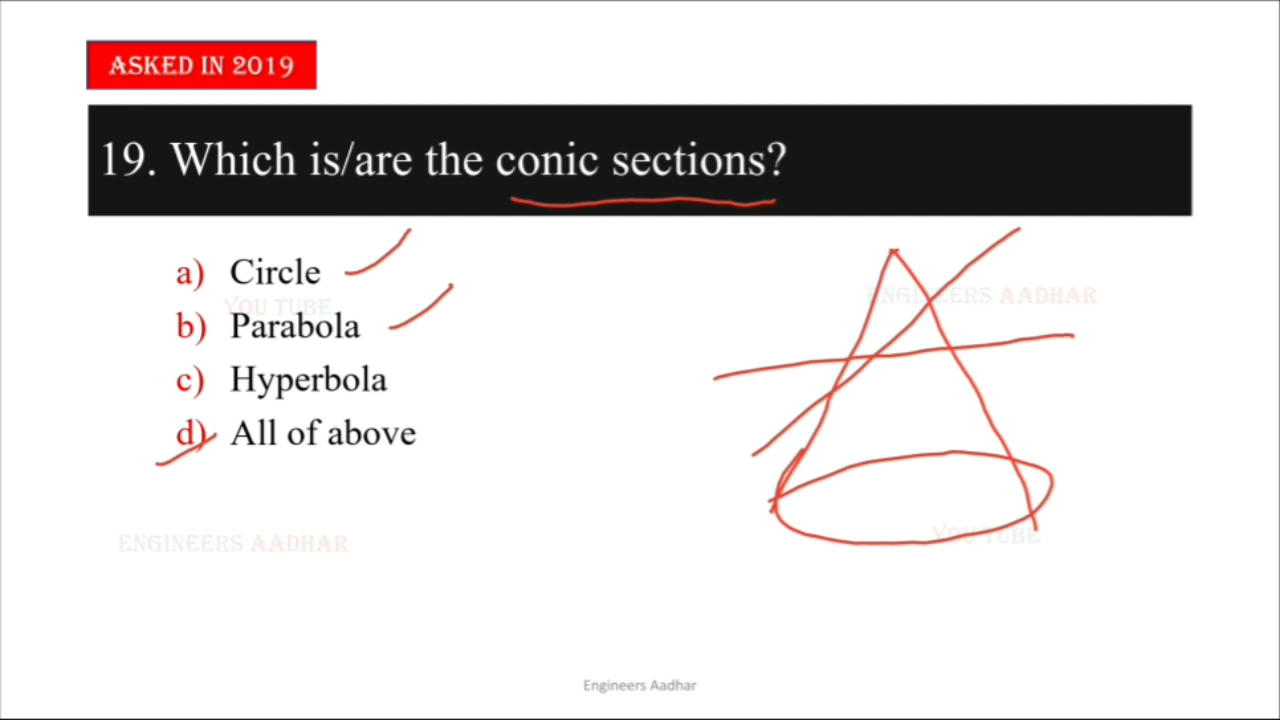 ASKED IN 2019
19. Which is/are the conic sections?
a) Circle
YOU TUBE
ENGINEERS AADHAR
b) Parabola
c) Hyperbola
d) All of above
ENGINEERS AADHAR
YOU TUBE
Engineers Aadhar